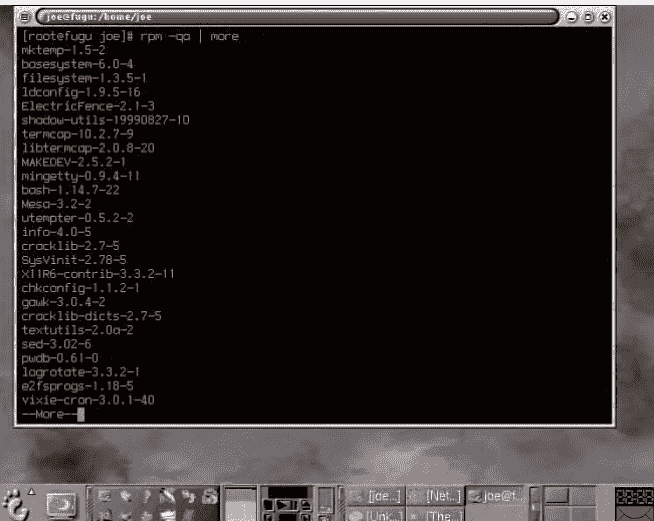 joe@fugu:/home/joe
[root@fugu joe]# rpm -qa | more
mktemp-1.5-2
basesystem-6.0-4
filesystem-1.3.5-1
ldconfig-1.9.5-16
ElectricFence-2.1-3
shadow-utils-19990827-10
termcap-10.2.7-9
libtermcap-2.0.8-20
MAKEDEV-2.5.2-1
mingetty-0.9.4-11
bash-1.14.7-22
Mesa-3.2-2
utempter-0.5.2-2
info-4.0-5
cracklib-2.7-5
SysVinit-2.78-5
X11R6-contrib-3.3.2-11
chkconfig-1.1.2-1
gawk-3.0.4-2
cracklib-dicts-2.7-5
textutils-2.0a-2
sed-3.02-6
pwdb-0.61-0
logrotate-3.3.2-1
e2fsprogs-1.18-5
vixie-cron-3.0.1-40
--More--
[joe...] [Net...] joe@f...
[Unic...] [The...]